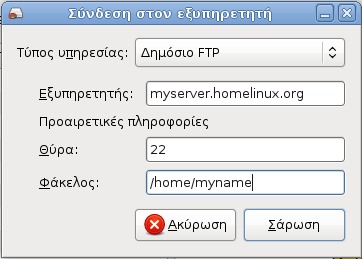 Σύνδεση στον εξυπηρετητή
Τύπος υπηρεσίας: Δημόσιο FTP
Εξυπηρετητής: myserver.homelinux.org
Προαιρετικές πληροφορίες
Θύρα: 22
Φάκελος: /home/myname
Ακύρωση Σάρωση